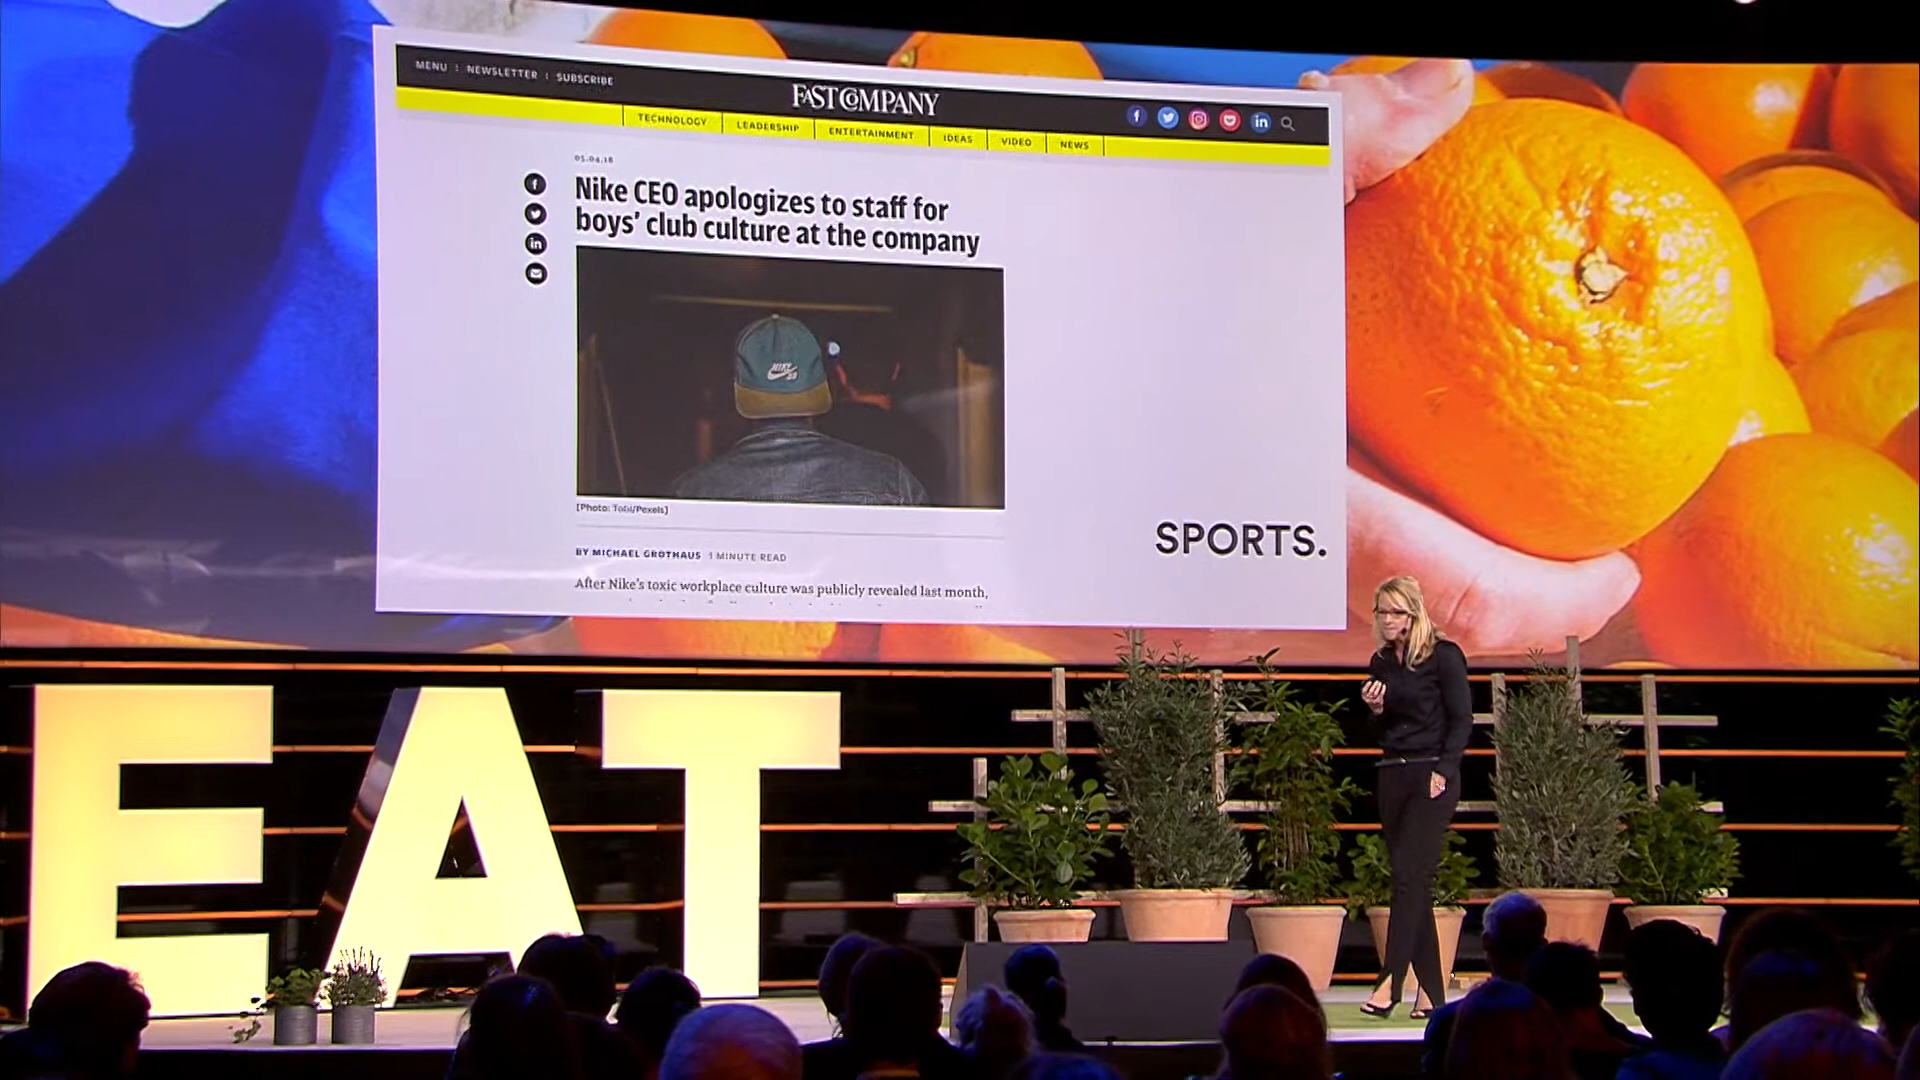 MENU : NEWSLETTER : SUBSCRIBE
FAST COMPANY
TECHNOLOGY LEADERSHIP ENTERTAINMENT IDEAS VIDEO NEWS
05.04.18
Nike CEO apologizes to staff for
boys' club culture at the company
NIKE
SB
[Photo: Tobi/Pexels]
SPORTS.
BY MICHAEL GROTHAUS 1 MINUTE READ
After Nike's toxic workplace culture was publicly revealed last month,
EAT